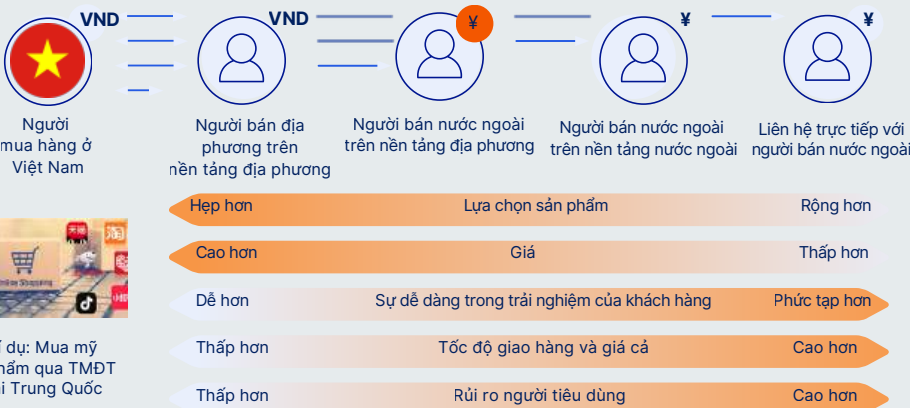 VND
VND
¥
¥
¥
Người
mua hàng ở
Việt Nam
Người bán địa
phương trên
nền tảng địa phương
Người bán nước ngoài
trên nền tảng địa phương
Người bán nước ngoài
trên nền tảng nước ngoài
Liên hệ trực tiếp với
người bán nước ngoài
Hẹp hơn Lựa chọn sản phẩm Rộng hơn
Cao hơn Giá Thấp hơn
Dễ hơn Sự dễ dàng trong trải nghiệm của khách hàng Phức tạp hơn
Thấp hơn Tốc độ giao hàng và giá cả Cao hơn
Thấp hơn Rủi ro người tiêu dùng Cao hơn
天猫
淘
Online Shopping
dụ: Mua mỹ
phẩm qua TMĐT
Trung Quốc